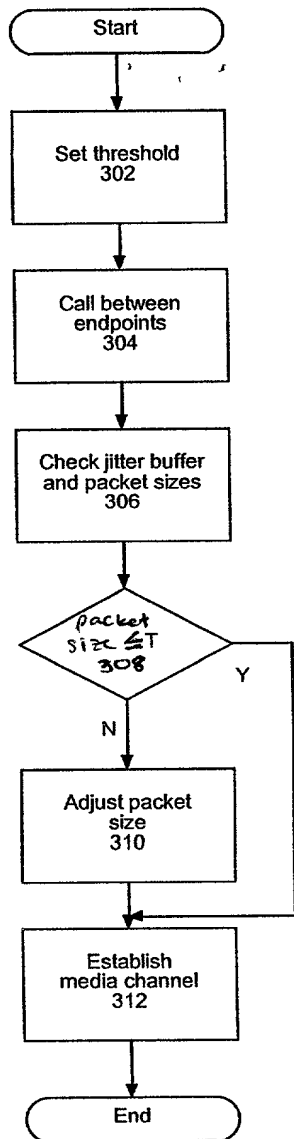 Start
Set threshold
302
Call between
endpoints
304
Check jitter buffer
and packet sizes
306
packet
size ≤T
308
Y
N
Adjust packet
size
310
Establish
media channel
312
End